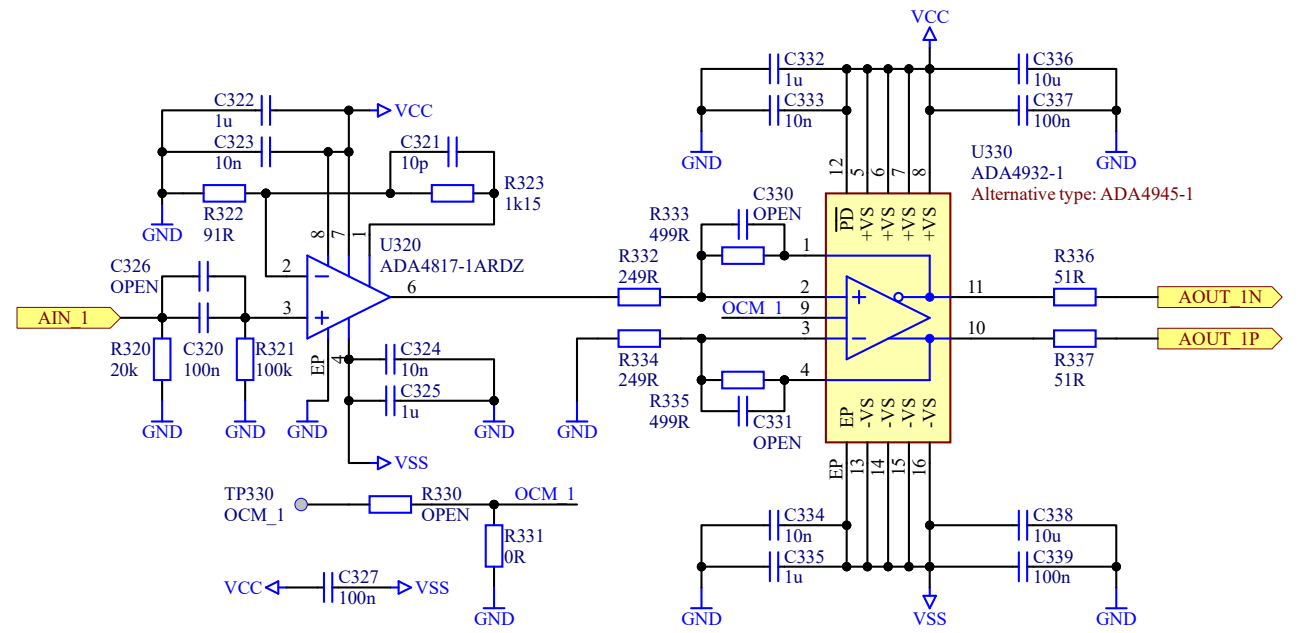 VCC
C332
1u
C333
10n
C336
10u
C337
100n
GND
GND
U330
ADA4932-1
Alternative type: ADA4945-1
C322
1u
C323
10n
VCC
C321
10p
R322
91R
R323
1k15
GND
8
7
1
U320
ADA4817-1ARDZ
2
3
6
EP
4
C326
OPEN
AIN_1
R320
20k
C320
100n
R321
100k
C324
10n
C325
1u
GND
GND
GND
GND
VSS
12
5
6
7
8
PD
+VS
+VS
+VS
+VS
C330
OPEN
R333
499R
R332
249R
1
2
OCM_1
9
3
4
R334
249R
R335
499R
C331
OPEN
GND
11
10
R336
51R
AOUT_1N
AOUT_1P
R337
51R
EP
-VS
-VS
-VS
-VS
EP
13
14
15
16
TP330
OCM_1
R330
OPEN
OCM_1
R331
0R
GND
VCC
C327
100n
VSS
C334
10n
C335
1u
C338
10u
C339
100n
GND
VSS
GND